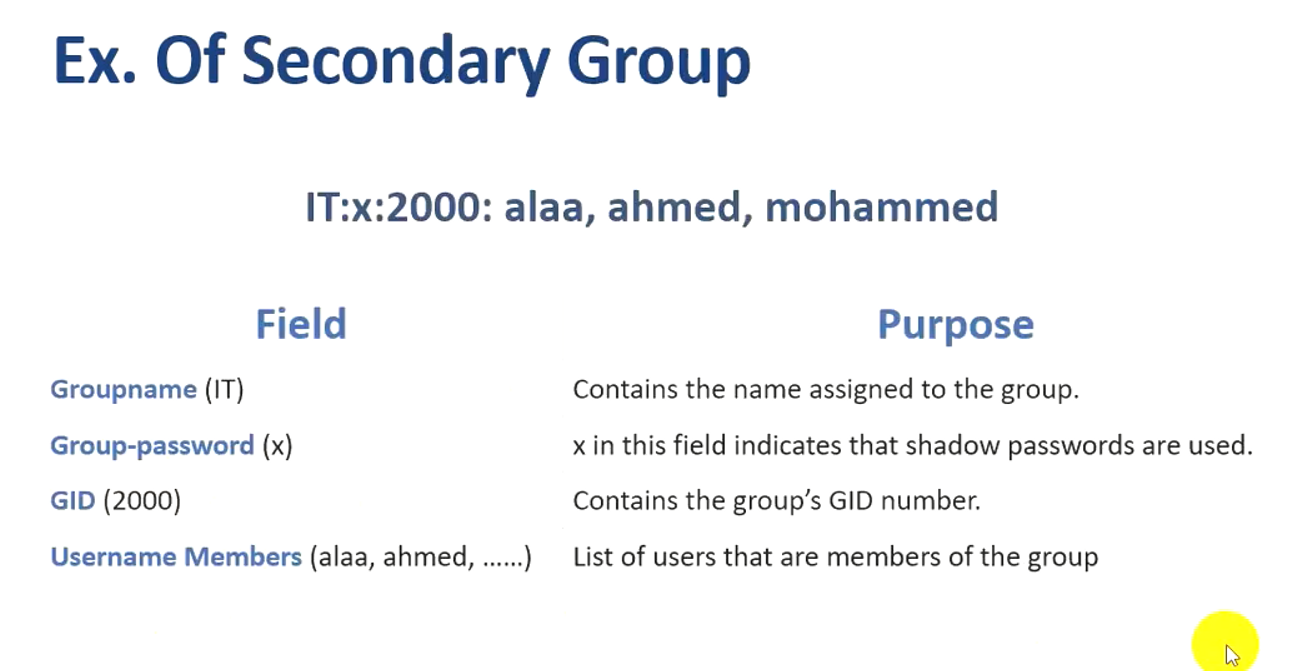 Ex. Of Secondary Group
IT:x:2000: alaa, ahmed, mohammed
Field Purpose
Groupname (IT) Contains the name assigned to the group.
Group-password (x) x in this field indicates that shadow passwords are used.
GID (2000) Contains the group's GID number.
Username Members (alaa, ahmed, ......) List of users that are members of the group